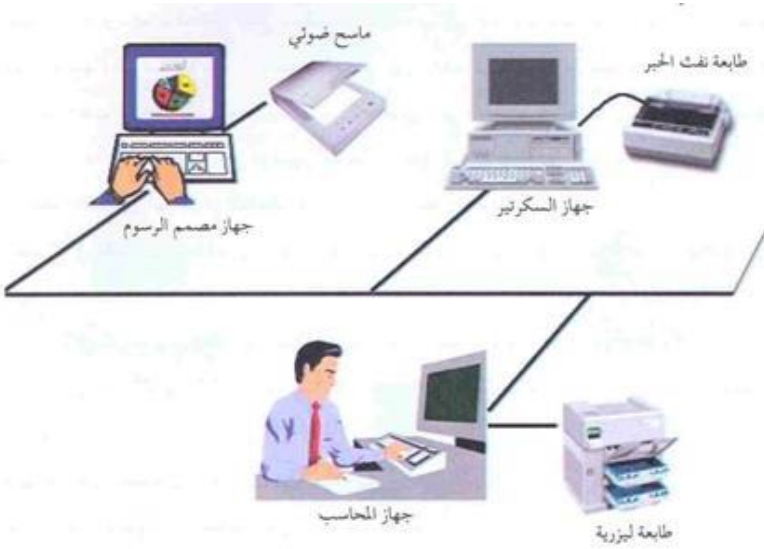 ماسح ضوئي
طابعة نفث الحبر
جهاز السكرتير
جهاز مصمم الرسوم
جهاز المحاسب
طابعة ليزرية